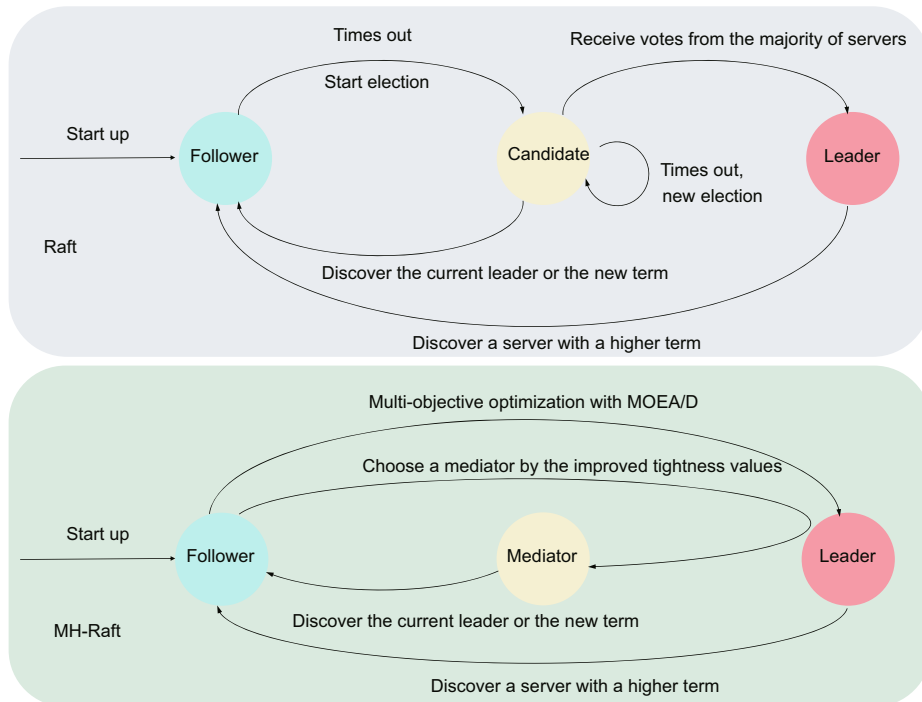 Times out
Receive votes from the majority of servers
Start election
Start up
Follower
Candidate
Leader
Times out,
new election
Raft
Discover the current leader or the new term
Discover a server with a higher term
Multi-objective optimization with MOEA/D
Choose a mediator by the improved tightness values
Start up
Follower
Mediator
Leader
Discover the current leader or the new term
MH-Raft
Discover a server with a higher term